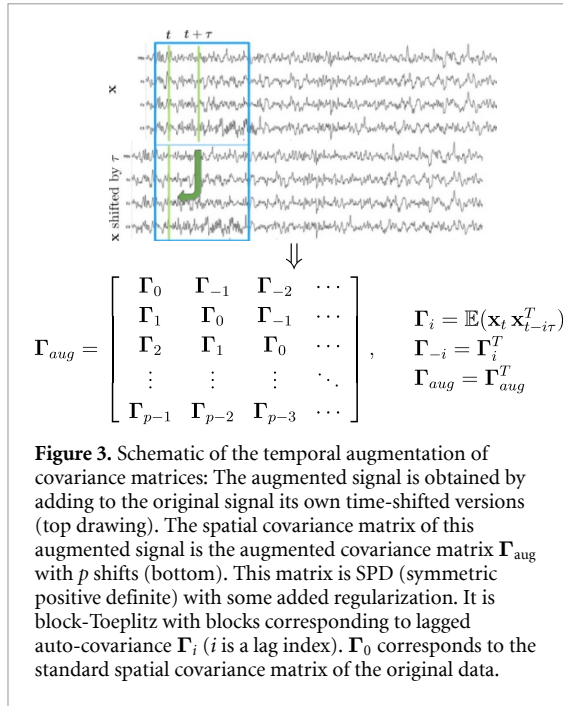 t t + τ
x
x shifted by τ
⇓
Γ_aug = [ Γ_0 Γ_{-1} Γ_{-2} ⋯
Γ_1 Γ_0 Γ_{-1} ⋯
Γ_2 Γ_1 Γ_0 ⋯
⋮ ⋮ ⋮ ⋱
Γ_{p-1} Γ_{p-2} Γ_{p-3} ⋯ ] ,
Γ_i = 𝔼(x_t x_{t-iτ}^T)
Γ_{-i} = Γ_i^T
Γ_aug = Γ_aug^T
Figure 3. Schematic of the temporal augmentation of
covariance matrices: The augmented signal is obtained by
adding to the original signal its own time-shifted versions
(top drawing). The spatial covariance matrix of this
augmented signal is the augmented covariance matrix Γ_aug
with p shifts (bottom). This matrix is SPD (symmetric
positive definite) with some added regularization. It is
block-Toeplitz with blocks corresponding to lagged
auto-covariance Γ_i (i is a lag index). Γ_0 corresponds to the
standard spatial covariance matrix of the original data.